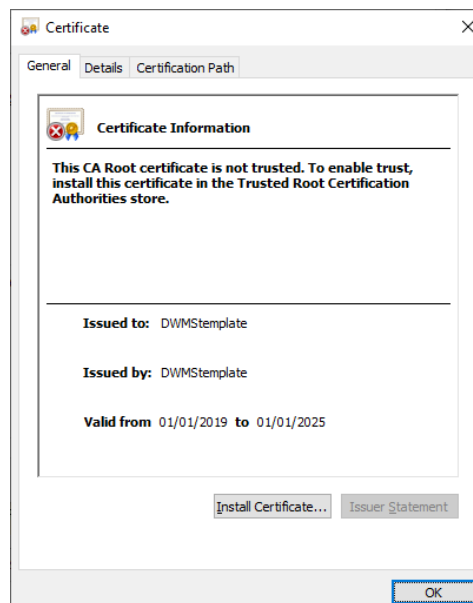 Certificate
General Details Certification Path
Certificate Information
This CA Root certificate is not trusted. To enable trust,
install this certificate in the Trusted Root Certification
Authorities store.
Issued to: DWMStemplate
Issued by: DWMStemplate
Valid from 01/01/2019 to 01/01/2025
Install Certificate... Issuer Statement
OK